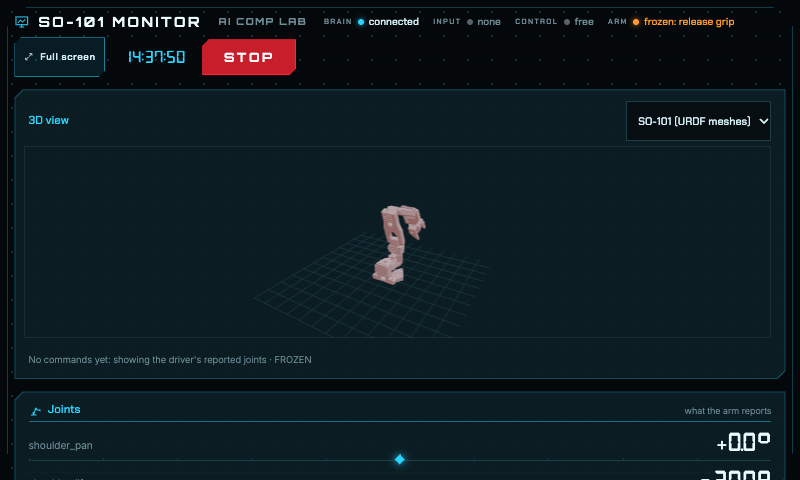 SO-101 MONITOR AI COMP LAB BRAIN connected INPUT none CONTROL free ARM frozen: release grip
Full screen 14:37:50 STOP
3D view SO-101 (URDF meshes)
No commands yet: showing the driver's reported joints · FROZEN
Joints what the arm reports
shoulder_pan +0.0°